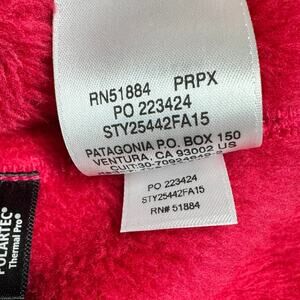 RN51884 PRPX
PO 223424
STY25442FA15
PATAGONIA P.O. BOX 150
VENTURA, CA 93002 US
PO 223424
STY25442FA15
RN# 51884
POLARTEC®
Thermal Pro®